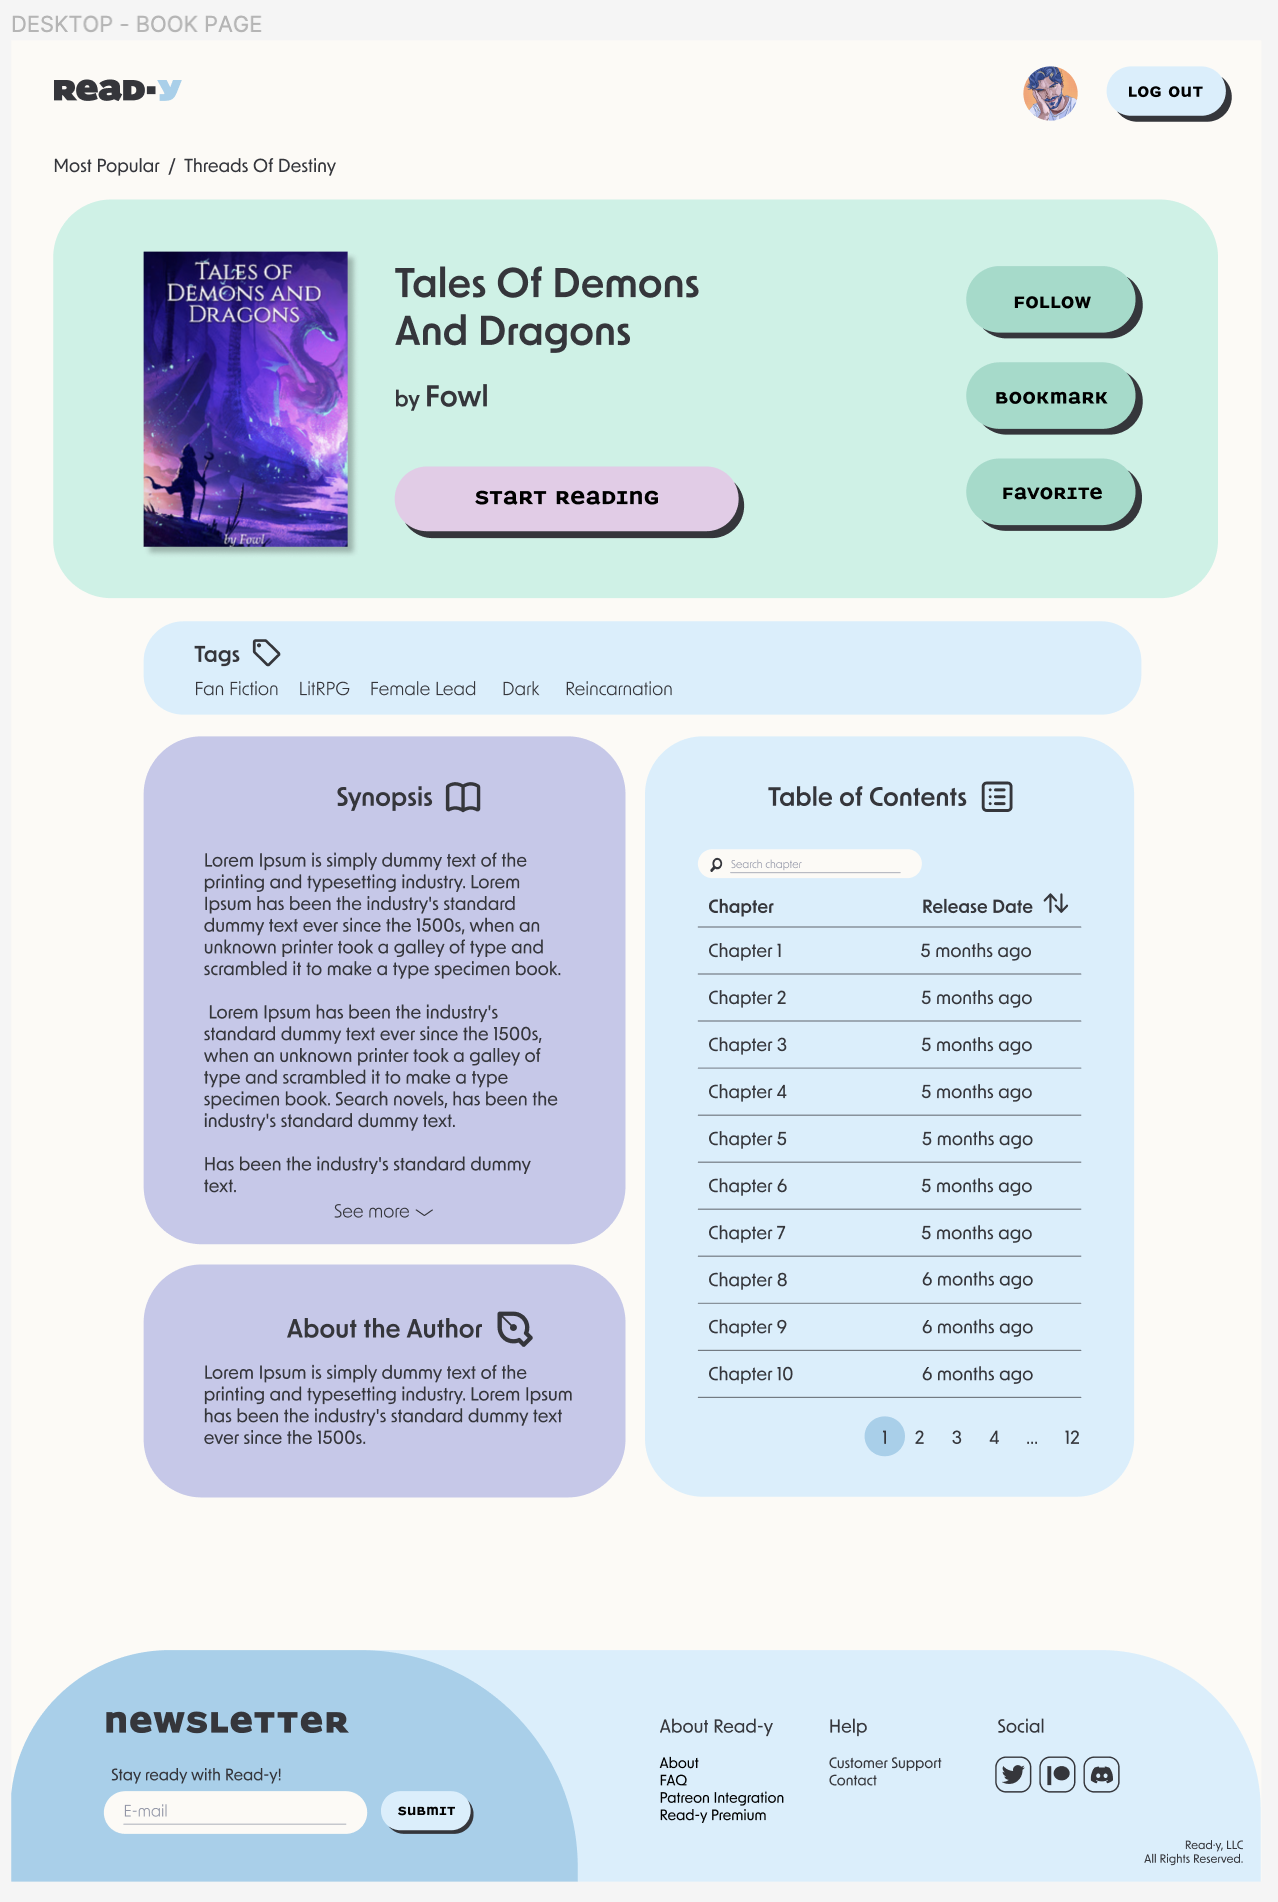 DESKTOP - BOOK PAGE
Read-y
LOG OUT
Most Popular / Threads Of Destiny
TALES OF
DEMONS AND
DRAGONS
by Fowl
Tales Of Demons
And Dragons
by Fowl
START READING
FOLLOW
BOOKMARK
FAVORITE
Tags
Fan Fiction LitRPG Female Lead Dark Reincarnation
Synopsis
Lorem Ipsum is simply dummy text of the
printing and typesetting industry. Lorem
Ipsum has been the industry's standard
dummy text ever since the 1500s, when an
unknown printer took a galley of type and
scrambled it to make a type specimen book.
Lorem Ipsum has been the industry's
standard dummy text ever since the 1500s,
when an unknown printer took a galley of
type and scrambled it to make a type
specimen book. Search novels, has been the
industry's standard dummy text.
Has been the industry's standard dummy
text.
See more
About the Author
Lorem Ipsum is simply dummy text of the
printing and typesetting industry. Lorem Ipsum
has been the industry's standard dummy text
ever since the 1500s.
Table of Contents
Search chapter
Chapter Release Date
Chapter 1 5 months ago
Chapter 2 5 months ago
Chapter 3 5 months ago
Chapter 4 5 months ago
Chapter 5 5 months ago
Chapter 6 5 months ago
Chapter 7 5 months ago
Chapter 8 6 months ago
Chapter 9 6 months ago
Chapter 10 6 months ago
1 2 3 4 ... 12
newsletter
Stay ready with Read-y!
E-mail
SUBMIT
About Read-y
About
FAQ
Patreon Integration
Read-y Premium
Help
Customer Support
Contact
Social
Read-y, LLC
All Rights Reserved.